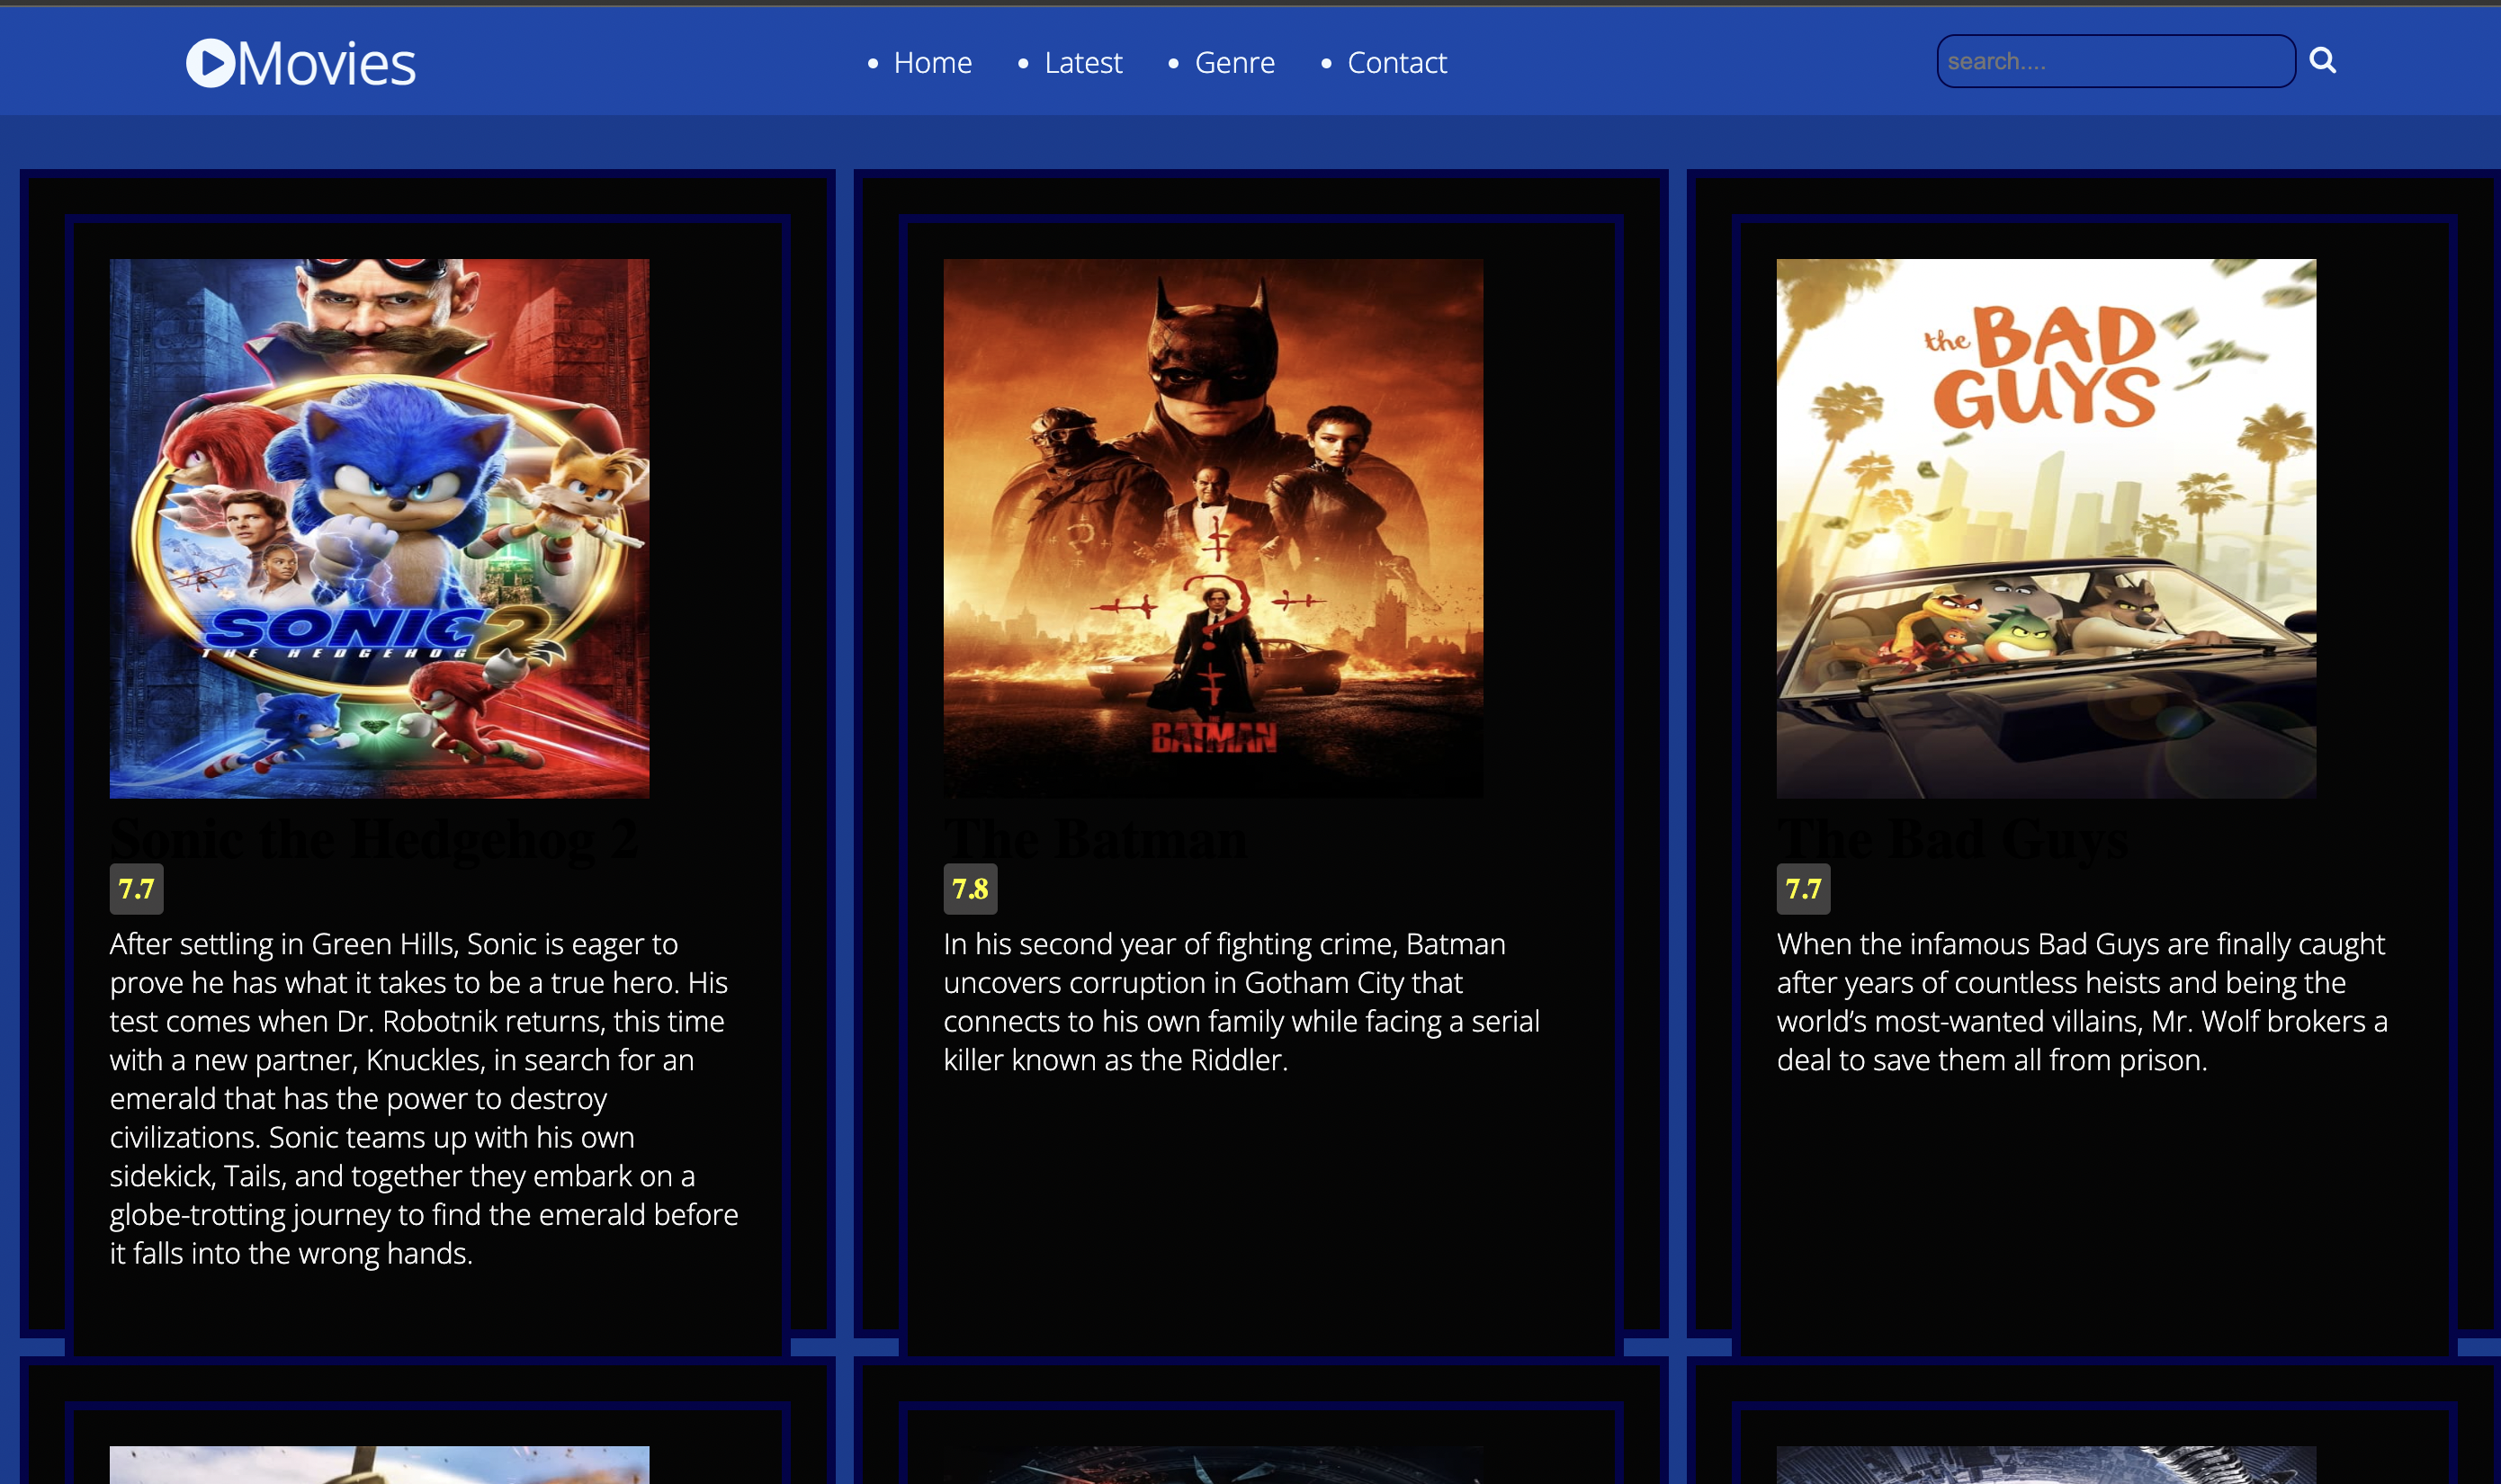 Movies
Home
Latest
Genre
Contact
search....
the BAD
GUYS
SONIC 2
THE HEDGEHOG
BATMAN
Sonic the Hedgehog 2
The Batman
The Bad Guys
7.7
7.8
7.7
After settling in Green Hills, Sonic is eager to
prove he has what it takes to be a true hero. His
test comes when Dr. Robotnik returns, this time
with a new partner, Knuckles, in search for an
emerald that has the power to destroy
civilizations. Sonic teams up with his own
sidekick, Tails, and together they embark on a
globe-trotting journey to find the emerald before
it falls into the wrong hands.
In his second year of fighting crime, Batman
uncovers corruption in Gotham City that
connects to his own family while facing a serial
killer known as the Riddler.
When the infamous Bad Guys are finally caught
after years of countless heists and being the
world’s most-wanted villains, Mr. Wolf brokers a
deal to save them all from prison.